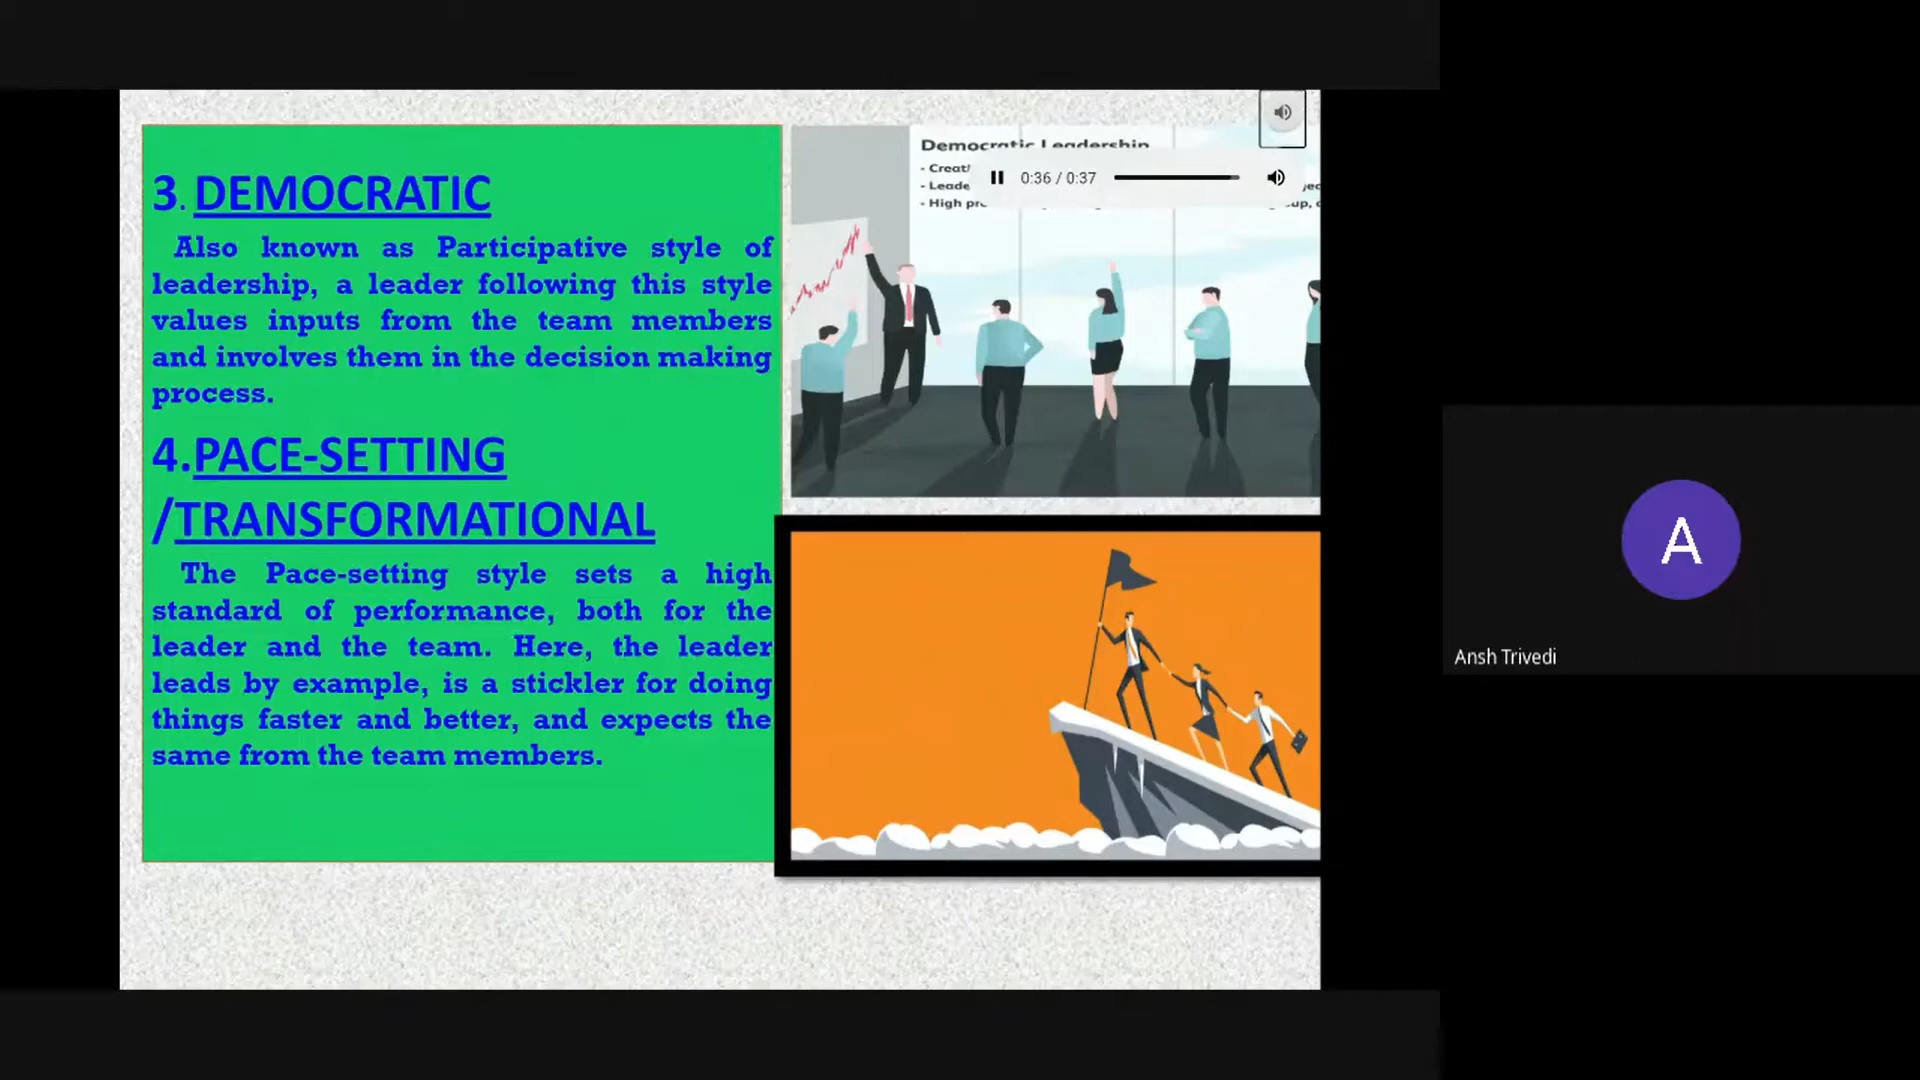 3. DEMOCRATIC
Also known as Participative style of
leadership, a leader following this style
values inputs from the team members
and involves them in the decision making
process.
4.PACE-SETTING
/TRANSFORMATIONAL
The Pace-setting style sets a high
standard of performance, both for the
leader and the team. Here, the leader
leads by example, is a stickler for doing
things faster and better, and expects the
same from the team members.
Democratic Leadership
0:36 / 0:37
- High
A
Ansh Trivedi